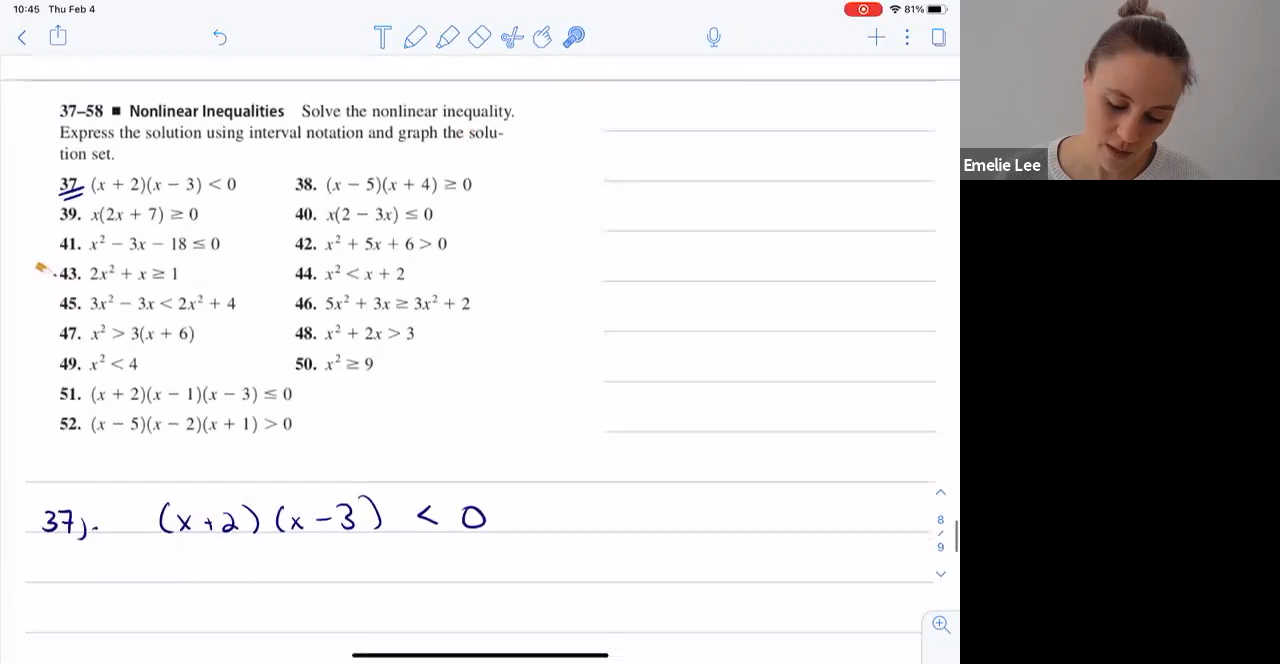 10:45 Thu Feb 4
81%
T
37–58 ■ Nonlinear Inequalities Solve the nonlinear inequality.
Express the solution using interval notation and graph the solu-
tion set.
37. (x + 2)(x − 3) < 0 38. (x − 5)(x + 4) ≥ 0
39. x(2x + 7) ≥ 0 40. x(2 − 3x) ≤ 0
41. x² − 3x − 18 ≤ 0 42. x² + 5x + 6 > 0
43. 2x² + x ≥ 1 44. x² < x + 2
45. 3x² − 3x < 2x² + 4 46. 5x² + 3x ≥ 3x² + 2
47. x² > 3(x + 6) 48. x² + 2x > 3
49. x² < 4 50. x² ≥ 9
51. (x + 2)(x − 1)(x − 3) ≤ 0
52. (x − 5)(x − 2)(x + 1) > 0
37). (x+2)(x−3) < 0
8
/
9
Emelie Lee